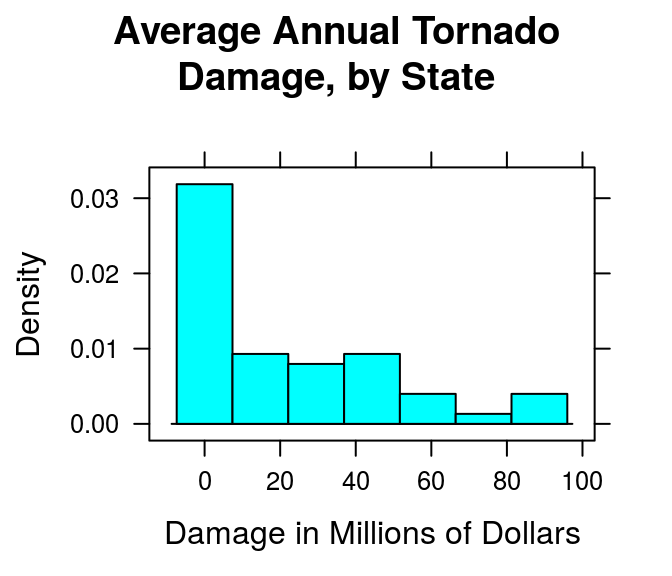 Average Annual Tornado
Damage, by State
Density
0.03
0.02
0.01
0.00
0 20 40 60 80 100
Damage in Millions of Dollars